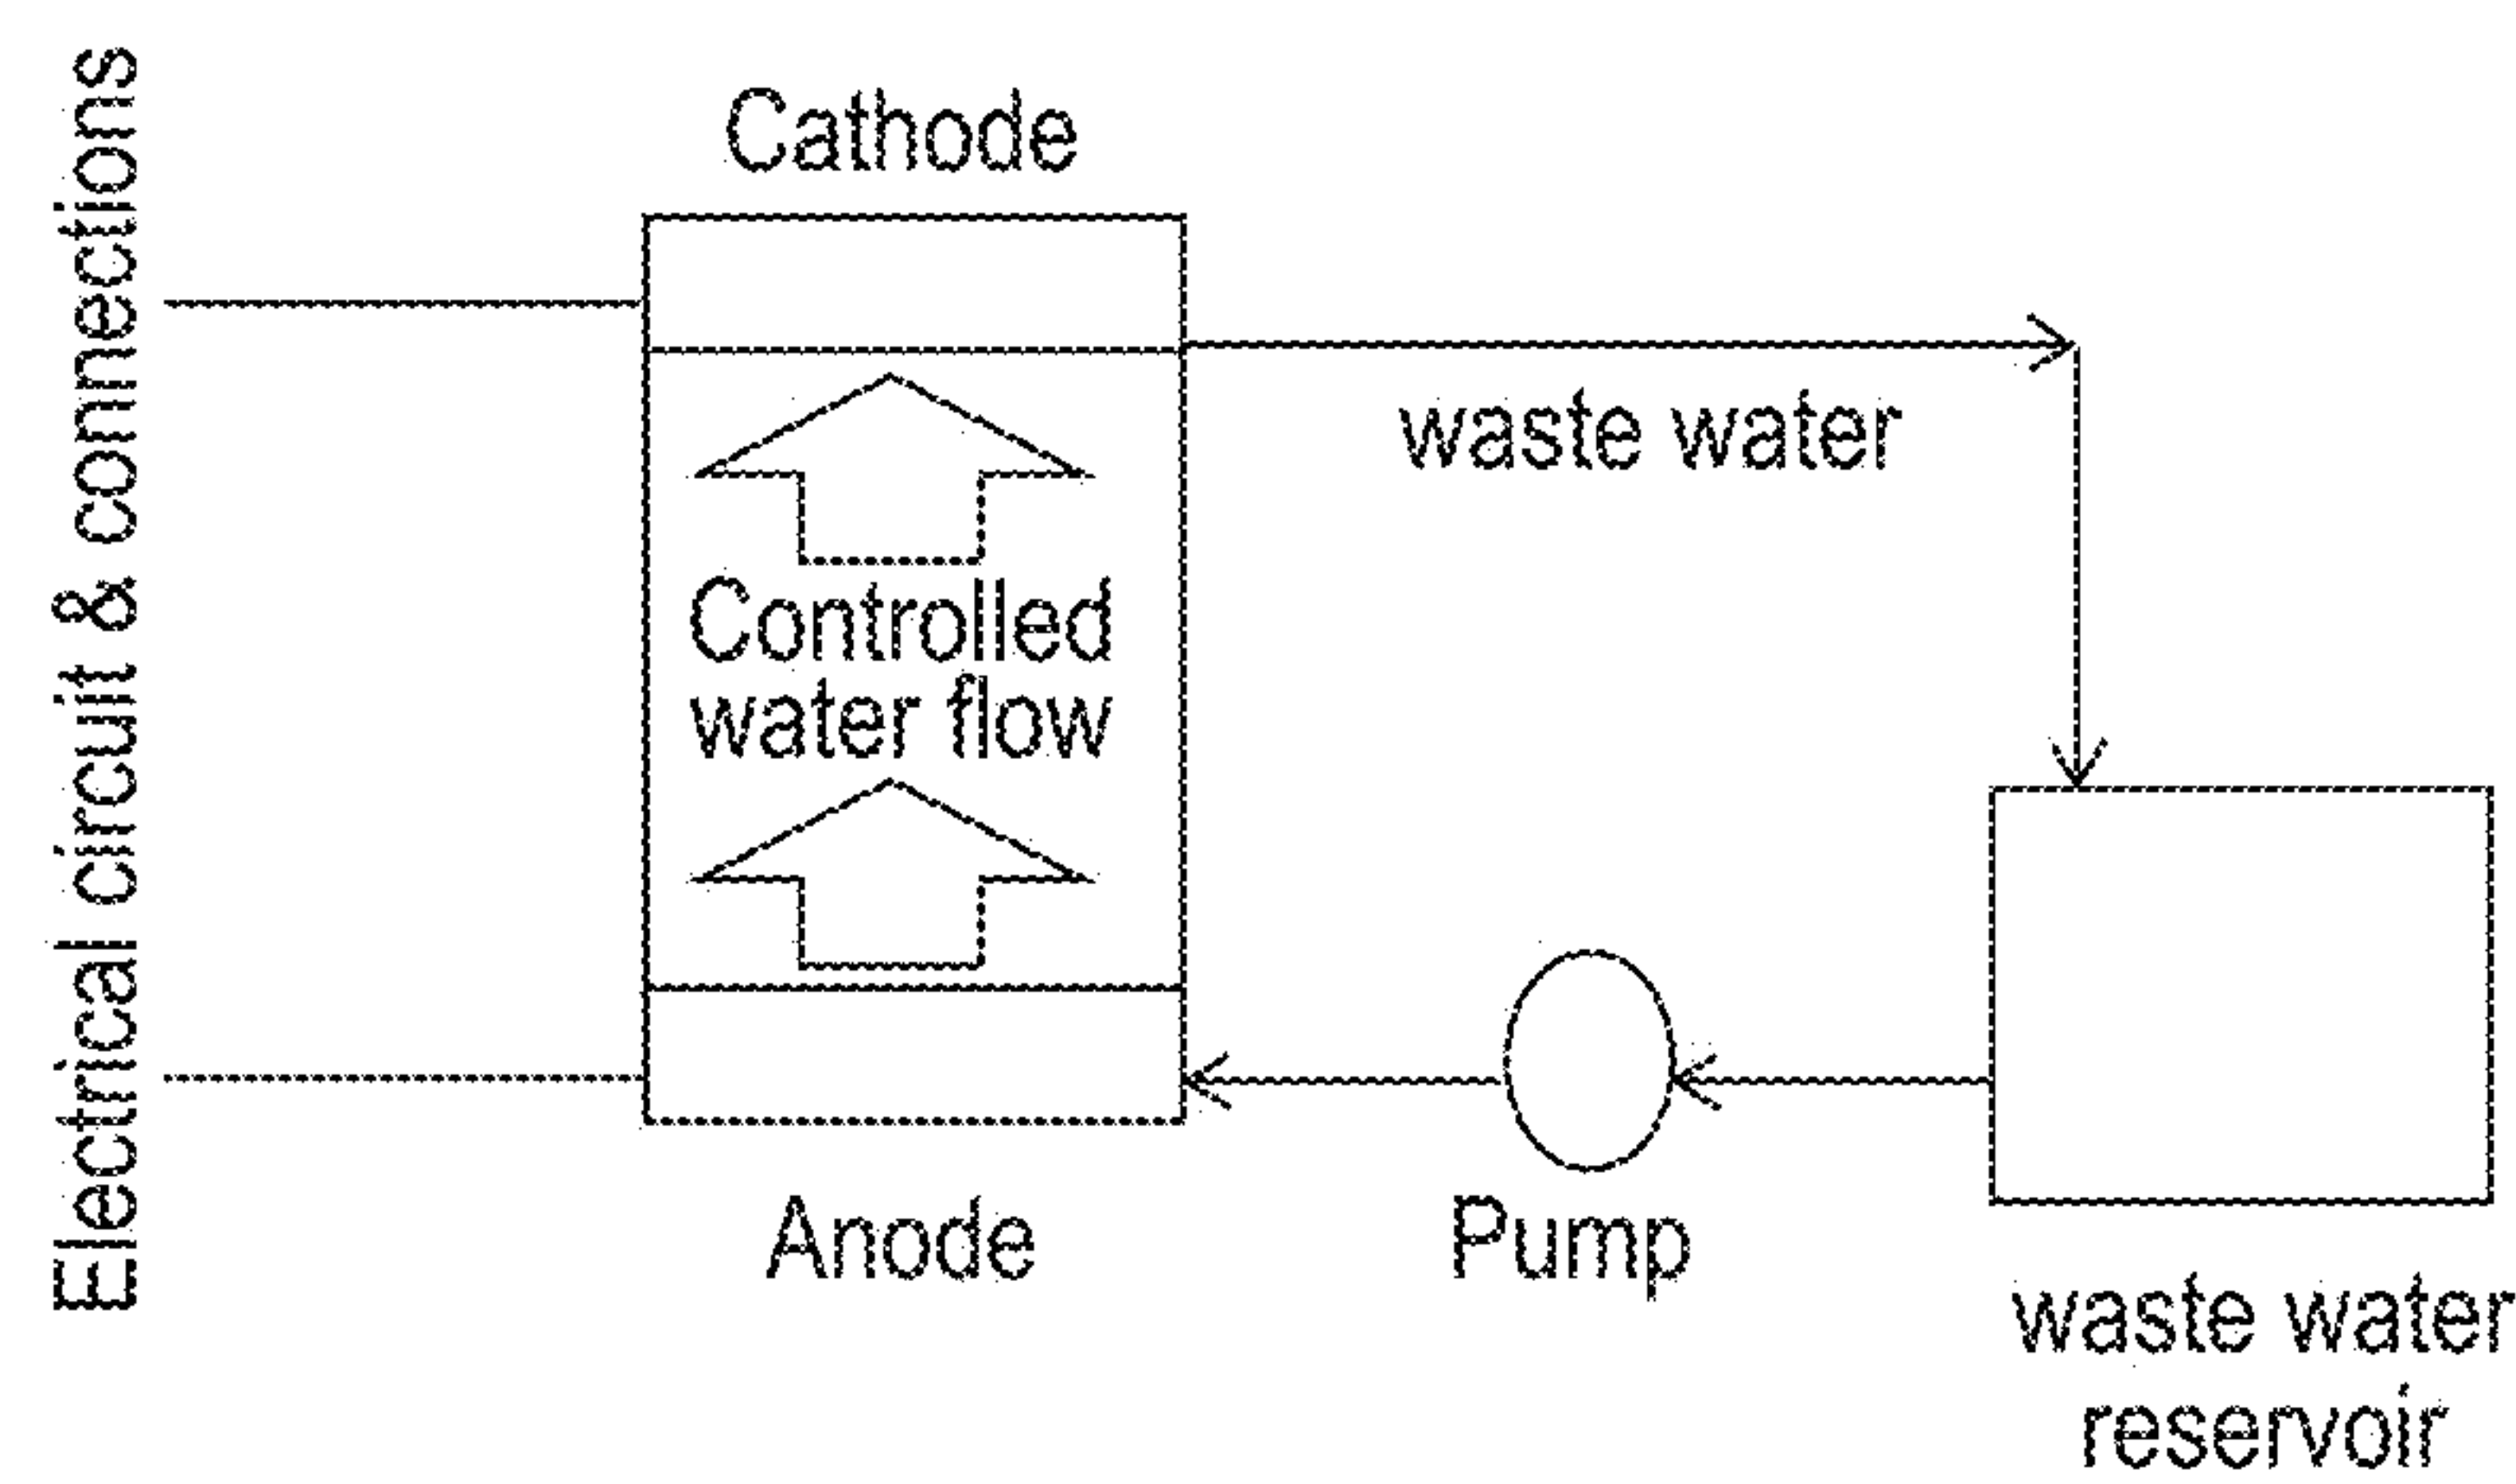 Electrical circuit & connections
Cathode
waste water
Controlled
water flow
Anode
Pump
waste water
reservoir